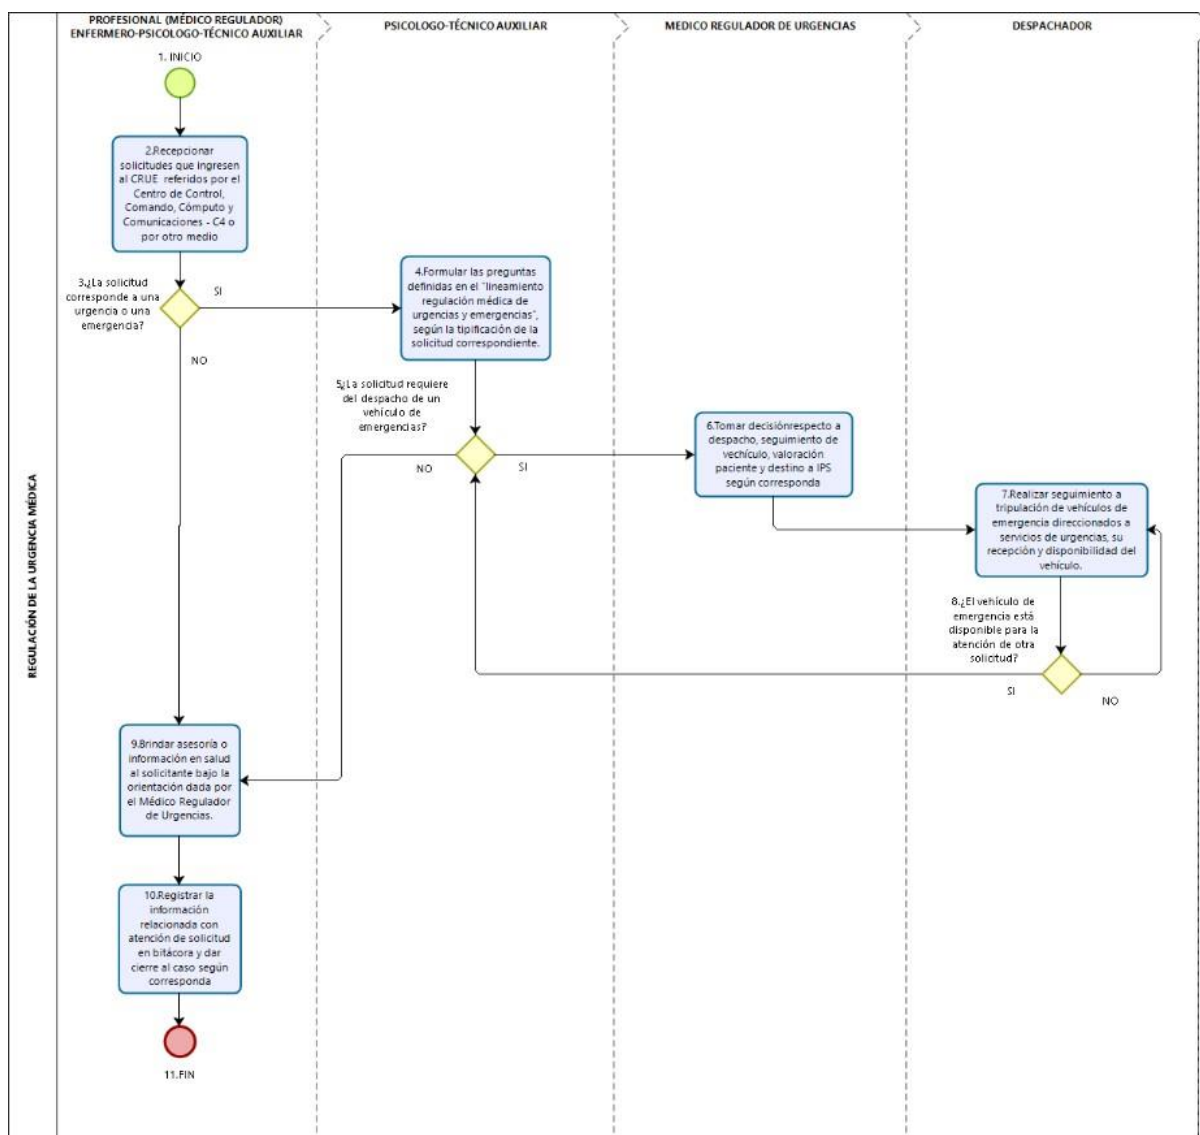 PROFESIONAL (MÉDICO REGULADOR)
ENFERMERO-PSICOLOGO-TÉCNICO AUXILIAR
PSICOLOGO-TÉCNICO AUXILIAR
MEDICO REGULADOR DE URGENCIAS
DESPACHADOR
REGULACIÓN DE LA URGENCIA MÉDICA
1. INICIO
2.Recepcionar
solicitudes que ingresen
al CRUE referidos por el
Centro de Control,
Comando, Cómputo y
Comunicaciones - C4 o
por otro medio
3.¿La solicitud
corresponde a una
urgencia o una
emergencia?
SI
NO
4.Formular las preguntas
definidas en el "lineamiento
regulación médica de
urgencias y emergencias",
según la tipificación de la
solicitud correspondiente.
5.¿La solicitud requiere
del despacho de un
vehículo de
emergencias?
NO
SI
6.Tomar decisiónrespecto a
despacho, seguimiento de
vechículo, valoración
paciente y destino a IPS
según corresponda
7.Realizar seguimiento a
tripulación de vehículos de
emergencia direccionados a
servicios de urgencias, su
recepción y disponibilidad del
vehículo.
8.¿El vehículo de
emergencia está
disponible para la
atención de otra
solicitud?
SI
NO
9.Brindar asesoría o
información en salud
al solicitante bajo la
orientación dada por
el Médico Regulador
de Urgencias.
10.Registrar la
información
relacionada con
atención de solicitud
en bitácora y dar
cierre al caso según
corresponda
11.FIN